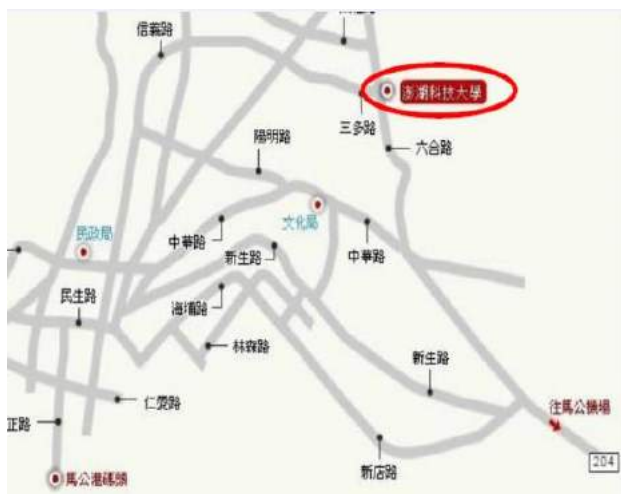 信義路
澎湖科技大學
三多路
六合路
陽明路
文化局
民政局
中華路
新生路
中華路
民生路
海埔路
林森路
新生路
仁愛路
往馬公機場
正路
新店路
204
馬公港碼頭